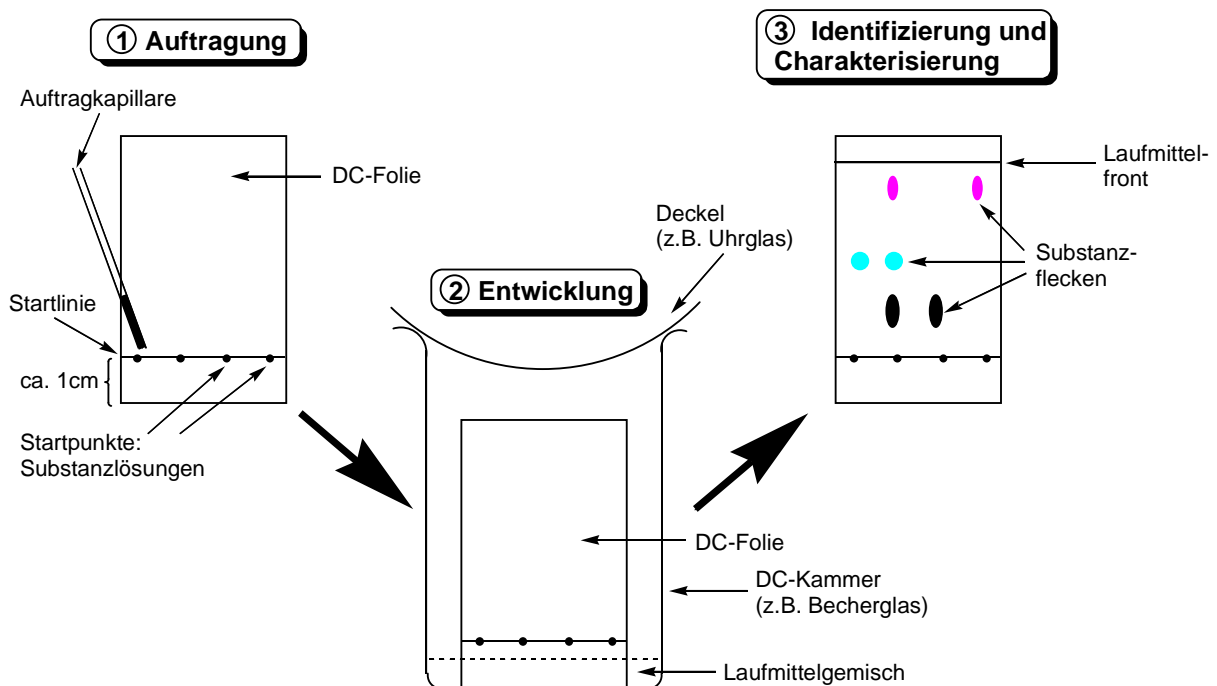 ① Auftragung
Auftragkapillare
DC-Folie
Startlinie
ca. 1cm
Startpunkte:
Substanzlösungen
② Entwicklung
Deckel
(z.B. Uhrglas)
DC-Folie
DC-Kammer
(z.B. Becherglas)
Laufmittelgemisch
③ Identifizierung und
Charakterisierung
Laufmittel-
front
Substanz-
flecken